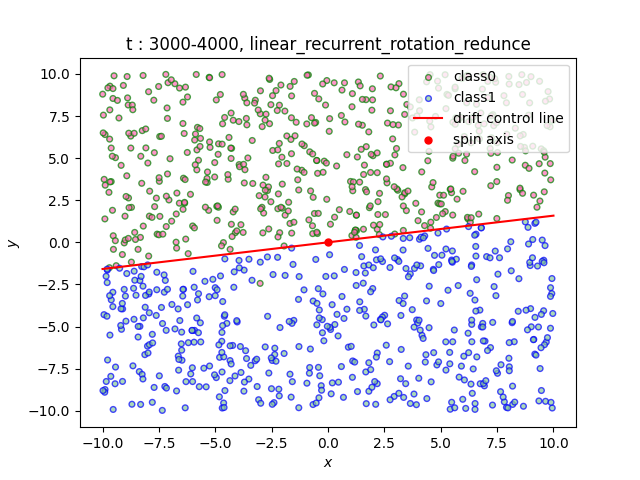 t : 3000-4000, linear_recurrent_rotation_redunce
class0
class1
drift control line
spin axis
10.0
7.5
5.0
2.5
0.0
−2.5
−5.0
−7.5
−10.0
y
−10.0 −7.5 −5.0 −2.5 0.0 2.5 5.0 7.5 10.0
x